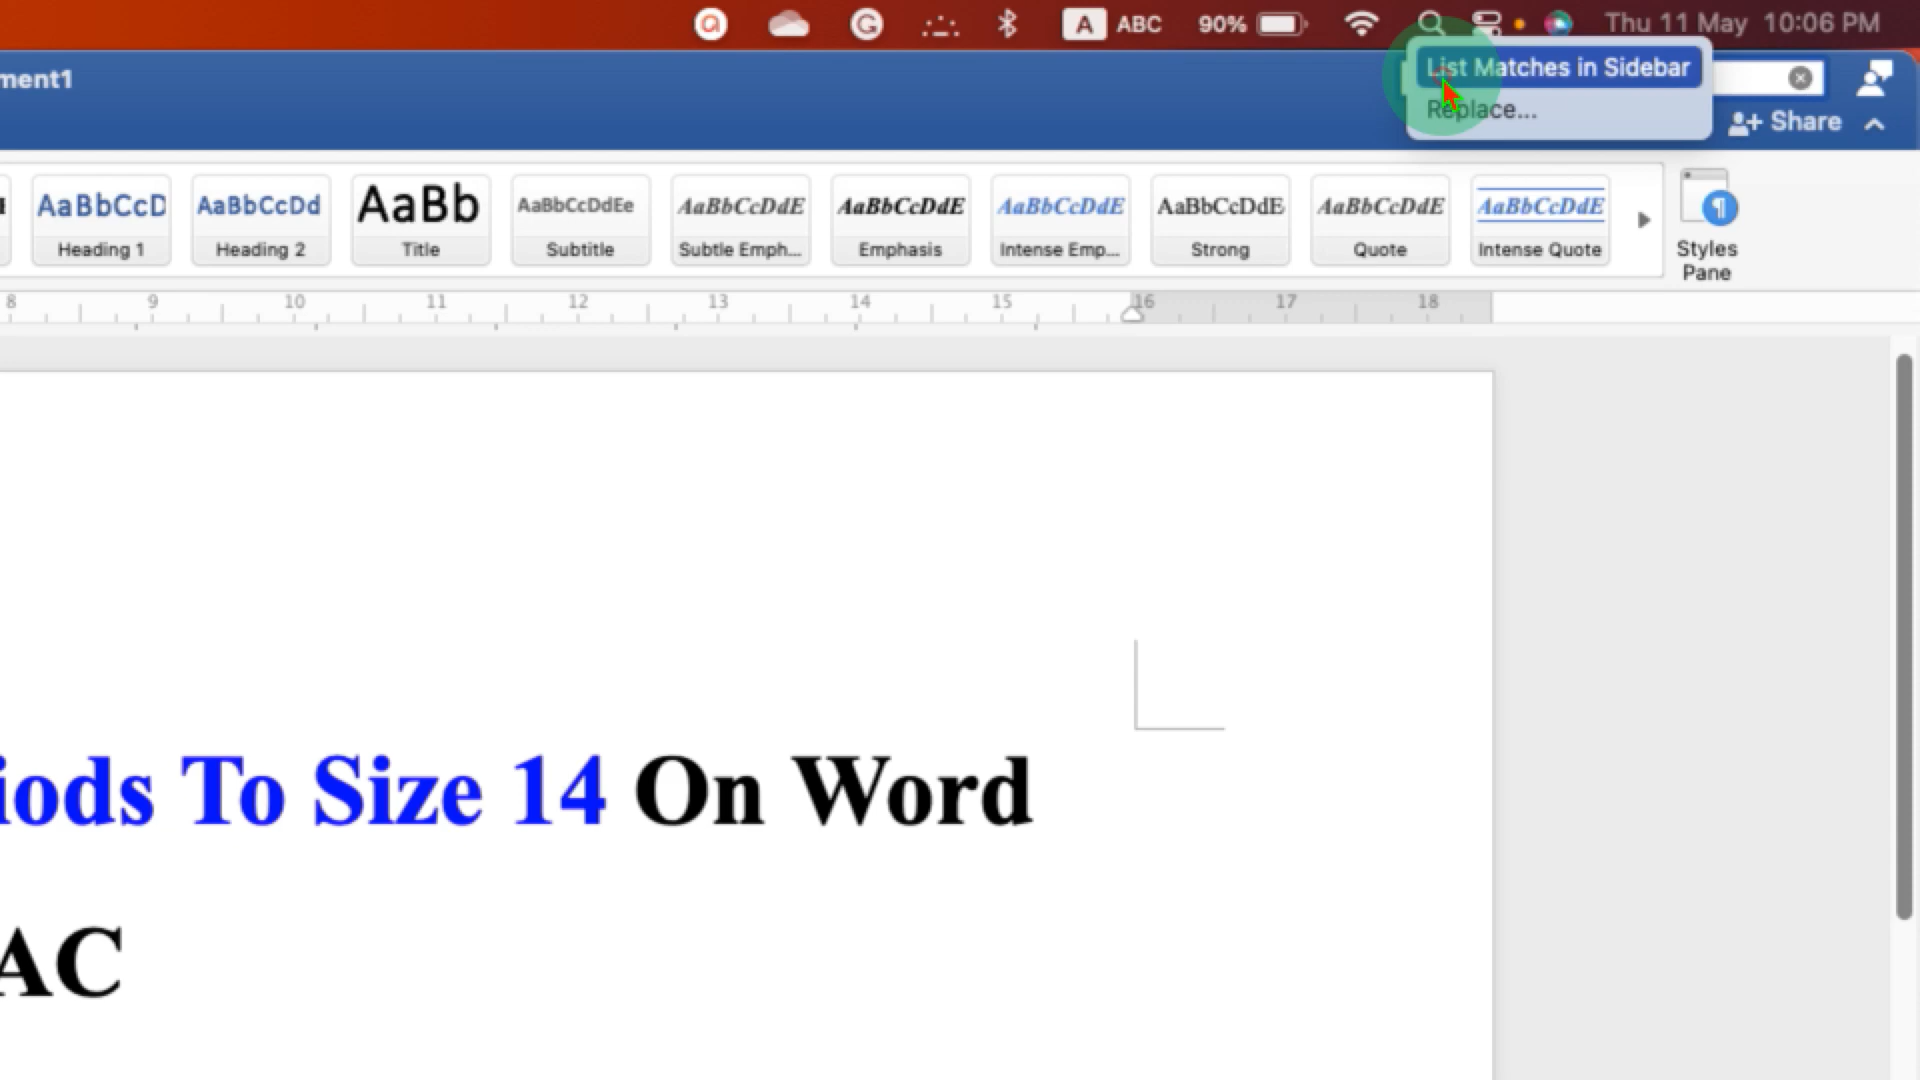 A ABC 90% Thu 11 May 10:06 PM
ment1
List Matches in Sidebar
Replace...
Share
AaBbCcD AaBbCcDd AaBb AaBbCcDdEe AaBbCcDdE AaBbCcDdE AaBbCcDdE AaBbCcDdE AaBbCcDdE AaBbCcDdE
Heading 1 Heading 2 Title Subtitle Subtle Emph... Emphasis Intense Emp... Strong Quote Intense Quote
Styles
Pane
8 9 10 11 12 13 14 15 16 17 18
iods To Size 14 On Word
AC